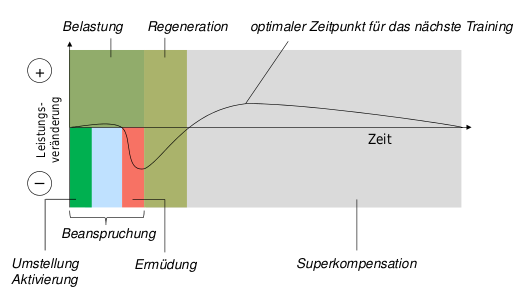 Belastung
Regeneration
optimaler Zeitpunkt für das nächste Training
+
Leistungs-
veränderung
Zeit
−
Beanspruchung
Umstellung
Aktivierung
Ermüdung
Superkompensation